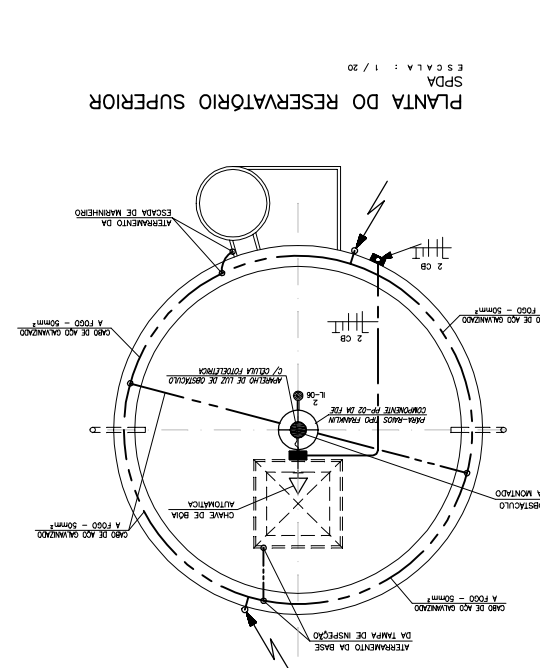 ATERRAMENTO DA BASE
DA TAMPA DE INSPEÇÃO
CABO DE AÇO GALVANIZADO
A FOGO - 50mm²
CABO DE AÇO GALVANIZADO
A FOGO - 50mm²
CHAVE DE BÓIA
AUTOMÁTICA
OBSTÁCULO
A MONTADO
PÁRA-RAIOS TIPO FRANKLIN
COMPONENTE PP-02 DA FDE
2
IL-06
APARELHO DE LUZ DE OBSTÁCULO
C/ CÉLULA FOTOELÉTRICA
2 CB
O DE AÇO GALVANIZADO
FOGO - 50mm²
CABO DE AÇO GALVANIZADO
A FOGO - 50mm²
2 CB
ATERRAMENTO DA
ESCADA DE MARINHEIRO
PLANTA DO RESERVATÓRIO SUPERIOR
SPDA
ESCALA : 1 / 20